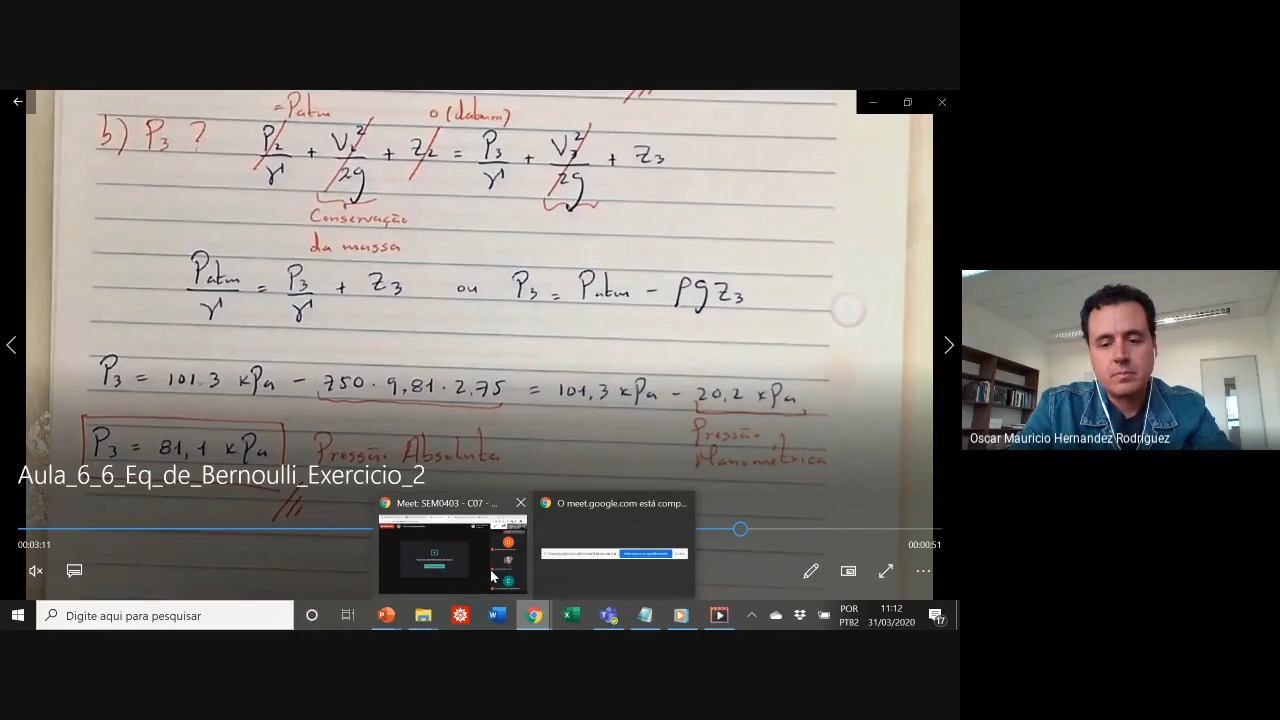 = Patm 0 (datum)
b) P3 ? P2/γ + V2²/2g + Z2 = P3/γ + V3²/2g + Z3
Conservação
da massa
Patm/γ = P3/γ + Z3 ou P3 = Patm - ρgZ3
P3 = 101.3 kPa - 750 · 9,81 · 2.75 = 101,3 kPa - 20,2 kPa
P3 = 81,1 kPa Pressão Absoluta
Pressão
Manométrica
Aula_6_6_Eq_de_Bernoulli_Exercicio_2
Oscar Mauricio Hernandez Rodriguez
Meet: SEM0403 - C07 - ...
O meet.google.com está comp...
00:03:11
00:00:51
Digite aqui para pesquisar
POR
PTB2
11:12
31/03/2020
17